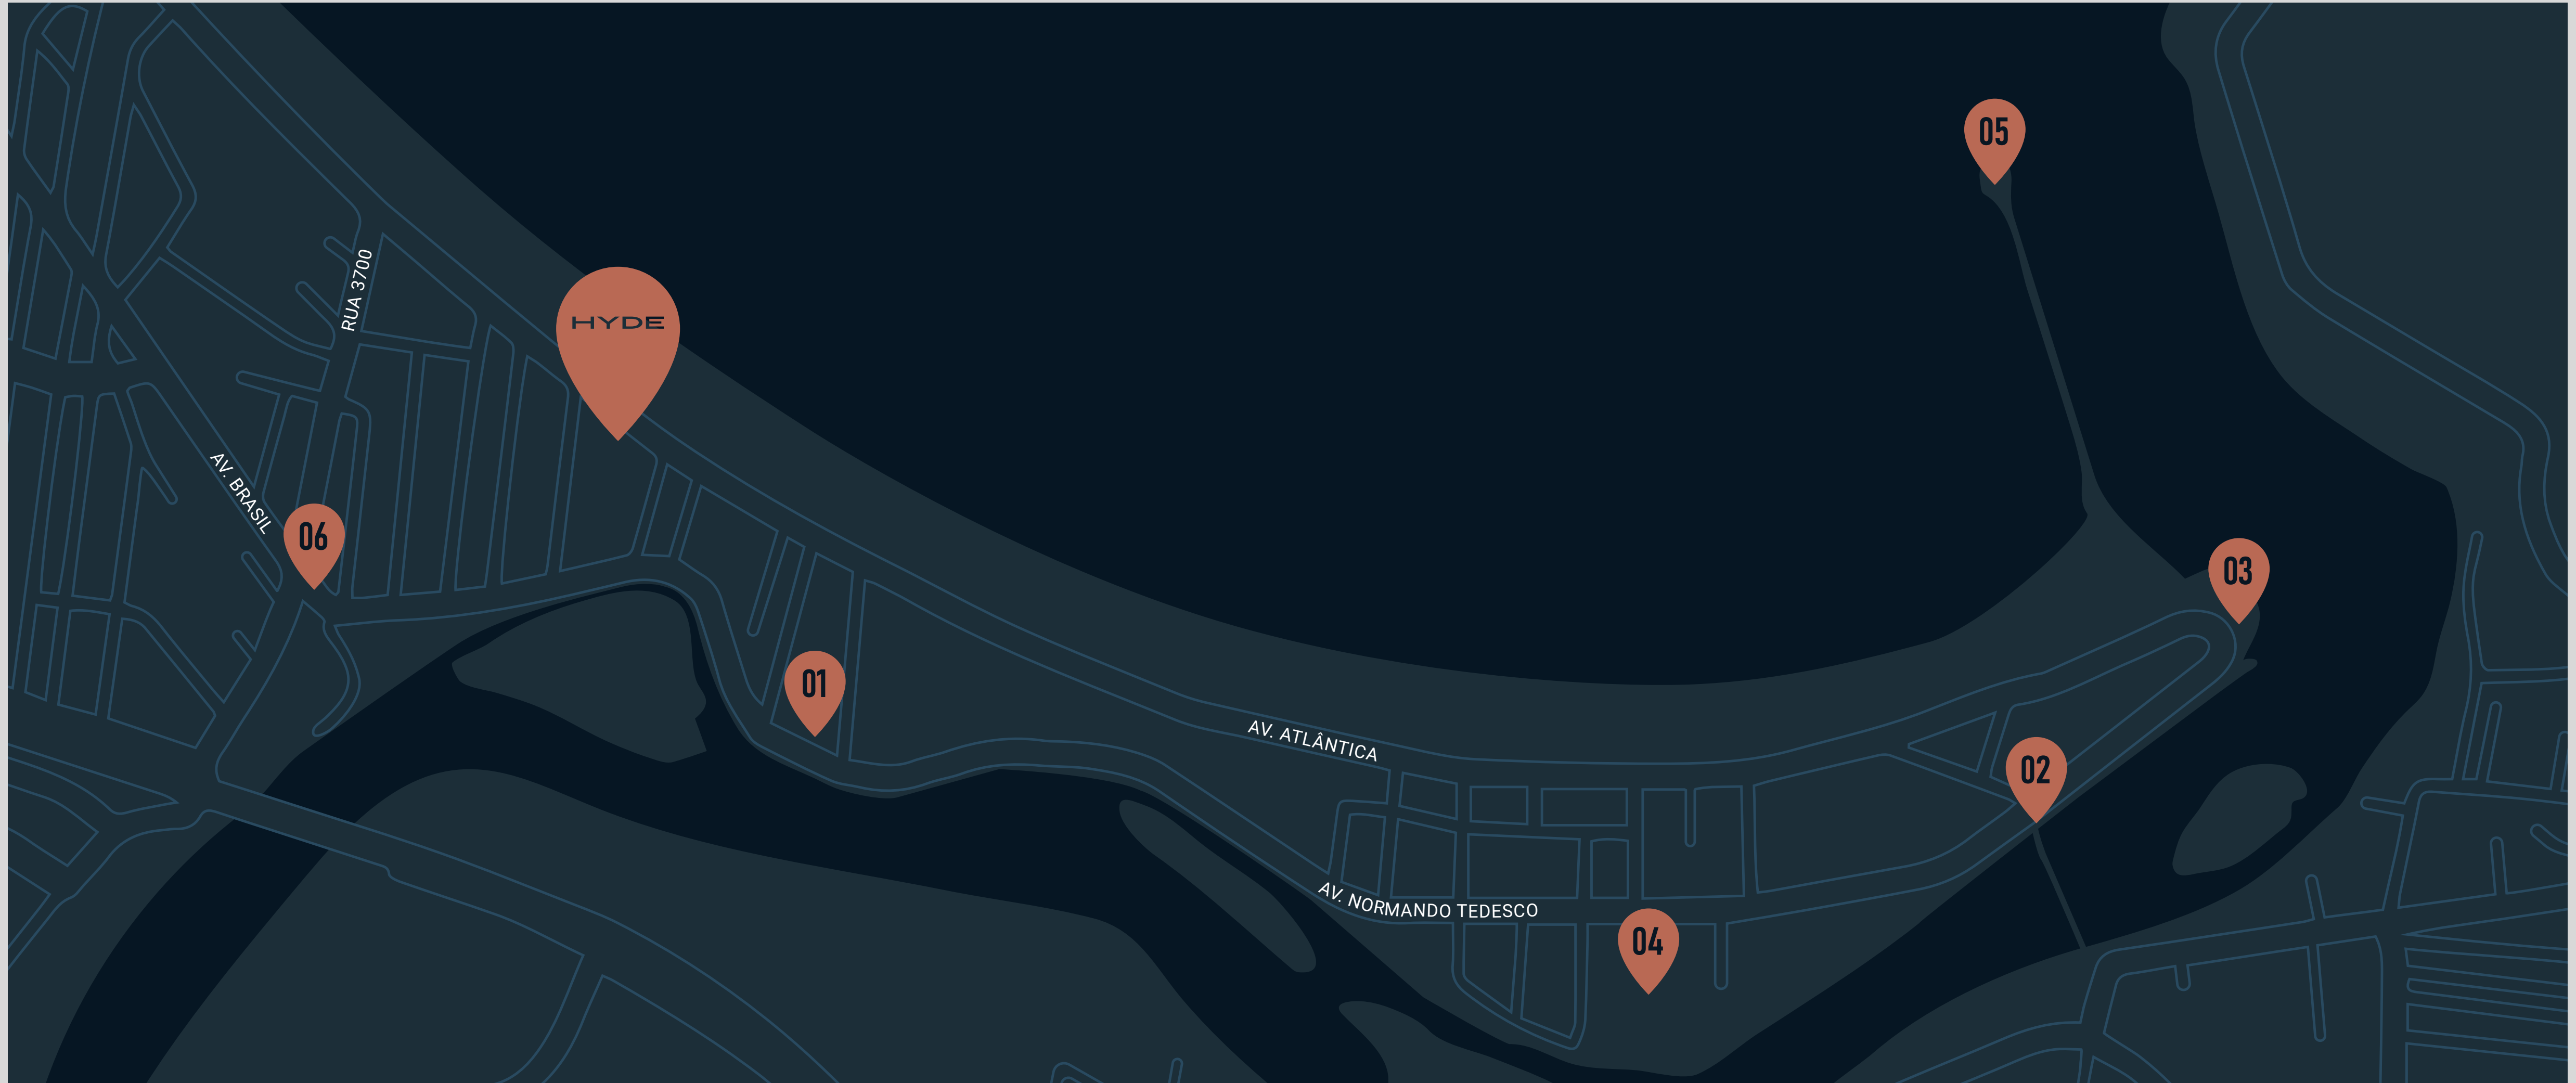 05
RUA 3700
HYDE
AV. BRASIL
06
03
01
AV. ATLÂNTICA
02
AV. NORMANDO TEDESCO
04